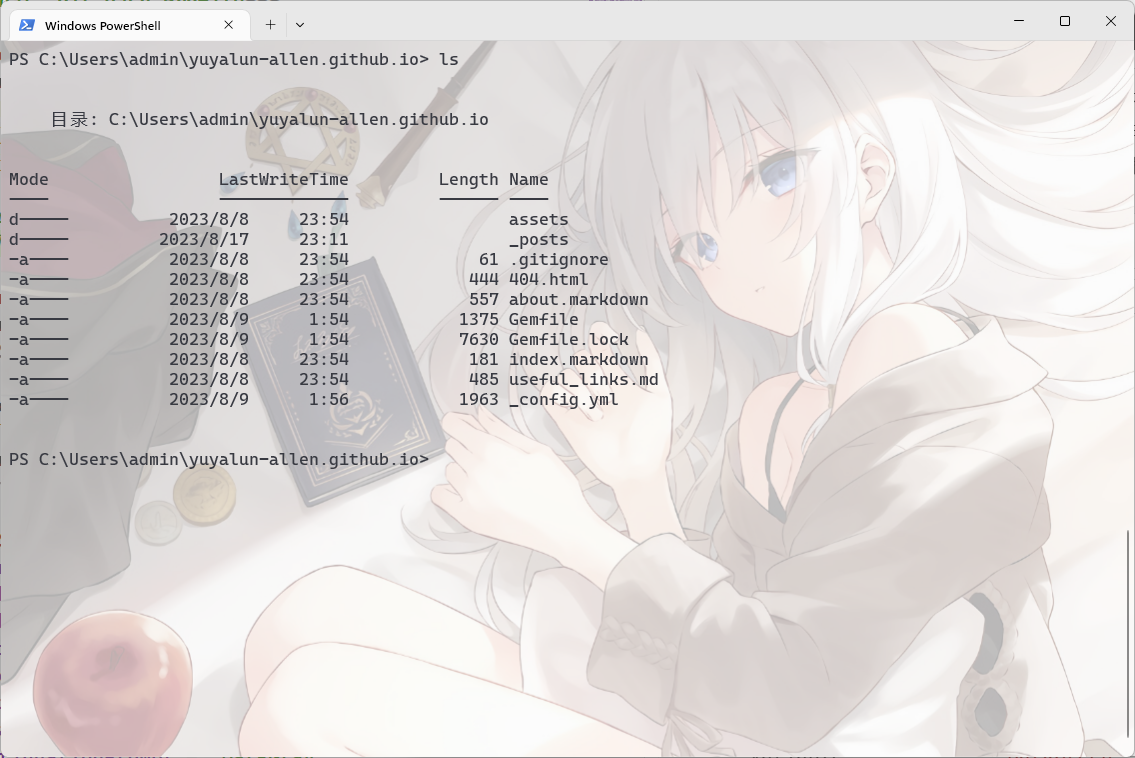 Windows PowerShell
PS C:\Users\admin\yuyalun-allen.github.io> ls
目录: C:\Users\admin\yuyalun-allen.github.io
Mode LastWriteTime Length Name
---- ------------- ------ ----
d----- 2023/8/8 23:54 assets
d----- 2023/8/17 23:11 _posts
-a---- 2023/8/8 23:54 61 .gitignore
-a---- 2023/8/8 23:54 444 404.html
-a---- 2023/8/8 23:54 557 about.markdown
-a---- 2023/8/9 1:54 1375 Gemfile
-a---- 2023/8/9 1:54 7630 Gemfile.lock
-a---- 2023/8/8 23:54 181 index.markdown
-a---- 2023/8/8 23:54 485 useful_links.md
-a---- 2023/8/9 1:56 1963 _config.yml
PS C:\Users\admin\yuyalun-allen.github.io>